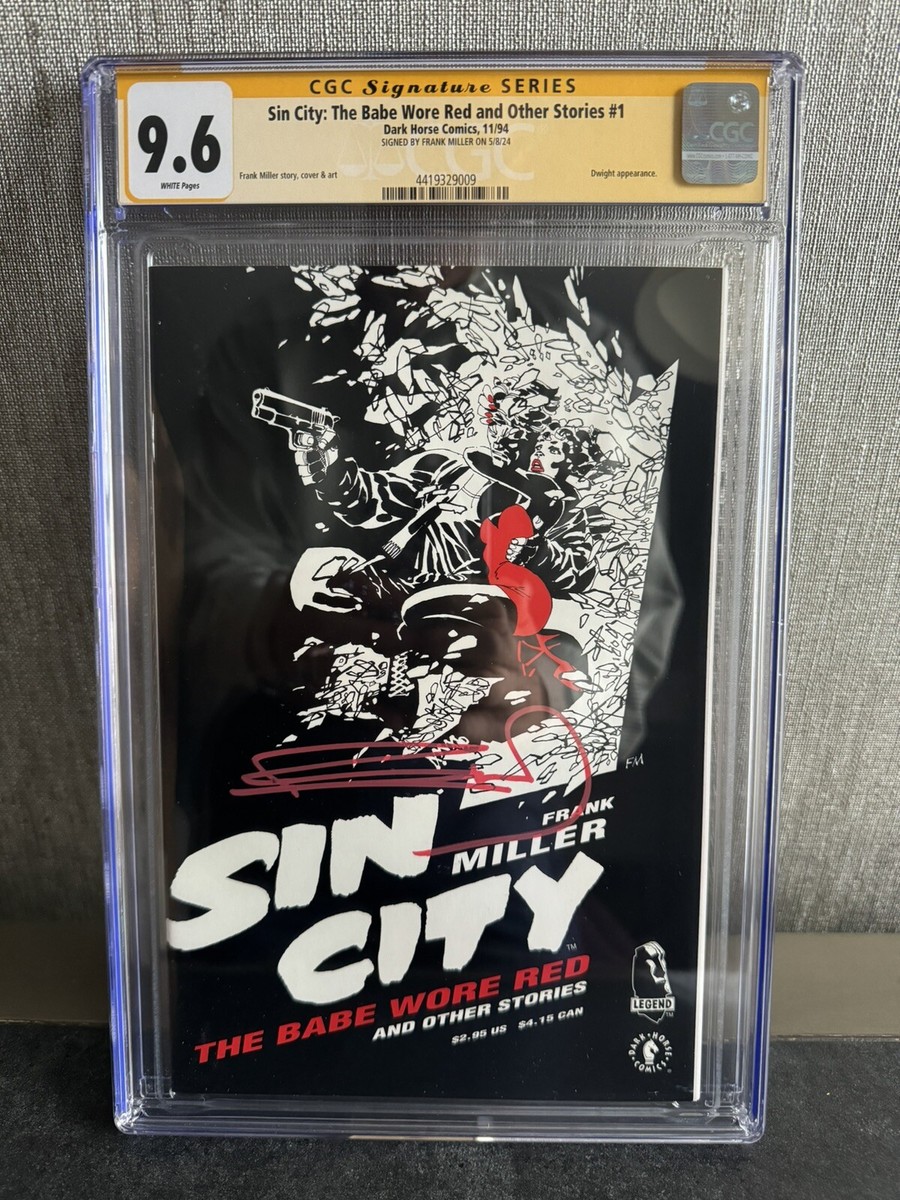 CGC Signature SERIES
9.6
WHITE Pages
Sin City: The Babe Wore Red and Other Stories #1
Dark Horse Comics, 11/94
SIGNED BY FRANK MILLER ON 5/8/24
Frank Miller story, cover & art
Dwight appearance.
4419329009
CGC
CGC
FM
FRANK
MILLER
SIN
CITY
TM
THE BABE WORE RED
AND OTHER STORIES
$2.95 US $4.15 CAN
LEGEND
TM
DARK HORSE
COMICS
®